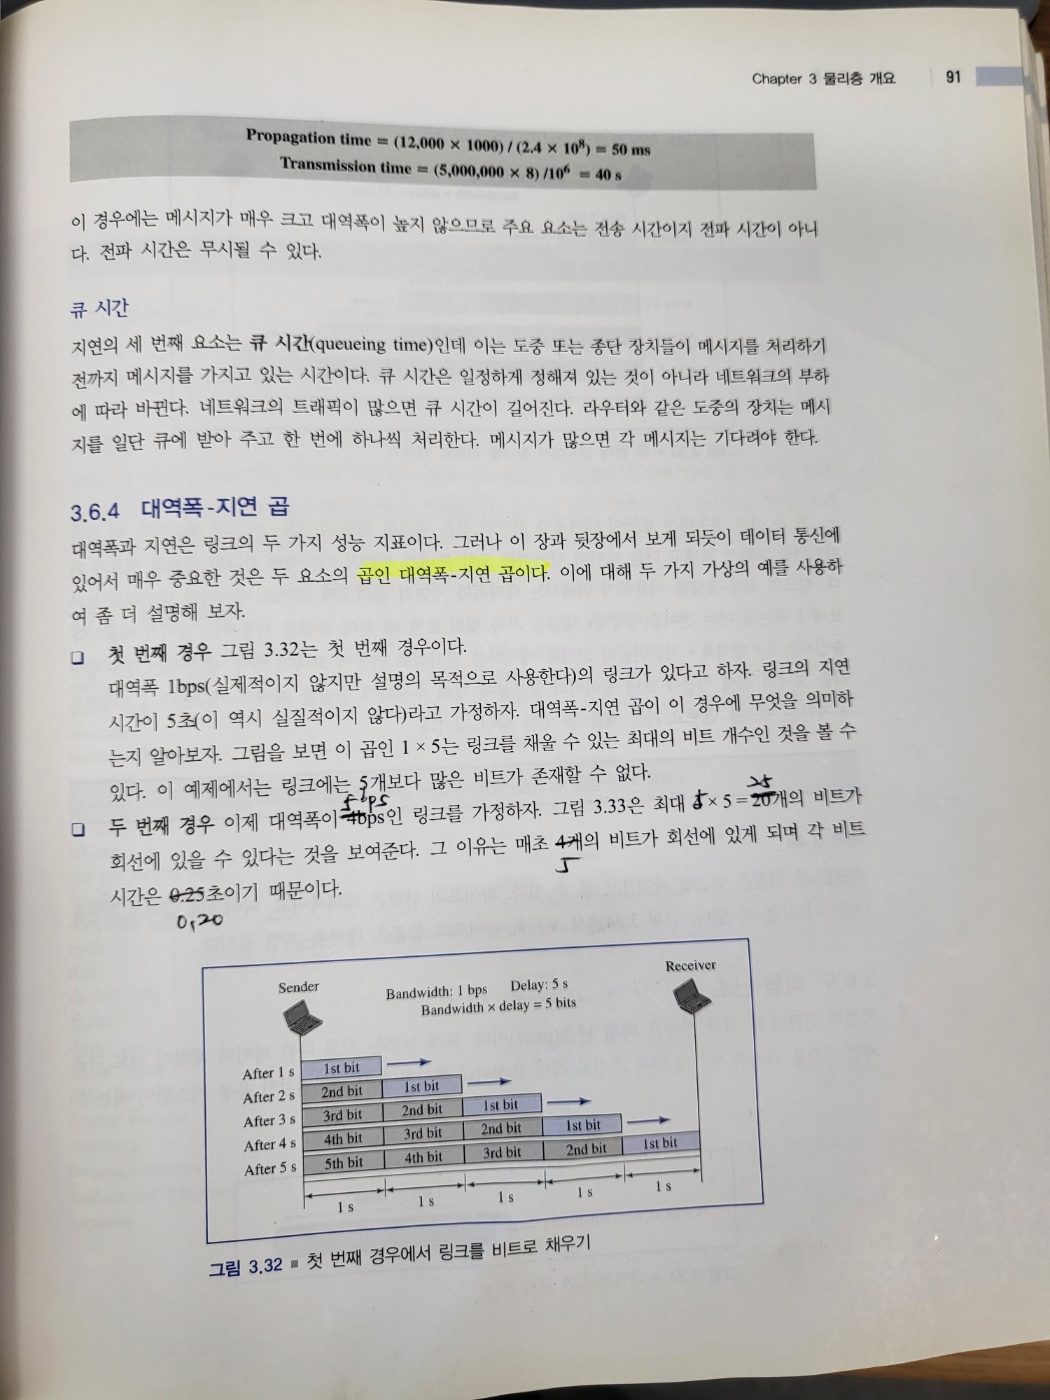 Chapter 3 물리층 개요 91
Propagation time = (12,000 × 1000) / (2.4 × 10⁸) = 50 ms
Transmission time = (5,000,000 × 8) /10⁶ = 40 s
이 경우에는 메시지가 매우 크고 대역폭이 높지 않으므로 주요 요소는 전송 시간이지 전파 시간이 아니
다. 전파 시간은 무시될 수 있다.
큐 시간
지연의 세 번째 요소는 큐 시간(queueing time)인데 이는 도중 또는 종단 장치들이 메시지를 처리하기
전까지 메시지를 가지고 있는 시간이다. 큐 시간은 일정하게 정해져 있는 것이 아니라 네트워크의 부하
에 따라 바뀐다. 네트워크의 트래픽이 많으면 큐 시간이 길어진다. 라우터와 같은 도중의 장치는 메시
지를 일단 큐에 받아 주고 한 번에 하나씩 처리한다. 메시지가 많으면 각 메시지는 기다려야 한다.
3.6.4 대역폭-지연 곱
대역폭과 지연은 링크의 두 가지 성능 지표이다. 그러나 이 장과 뒷장에서 보게 되듯이 데이터 통신에
있어서 매우 중요한 것은 두 요소의 곱인 대역폭-지연 곱이다. 이에 대해 두 가지 가상의 예를 사용하
여 좀 더 설명해 보자.
❏ 첫 번째 경우 그림 3.32는 첫 번째 경우이다.
대역폭 1bps(실제적이지 않지만 설명의 목적으로 사용한다)의 링크가 있다고 하자. 링크의 지연
시간이 5초(이 역시 실질적이지 않다)라고 가정하자. 대역폭-지연 곱이 이 경우에 무엇을 의미하
는지 알아보자. 그림을 보면 이 곱인 1 × 5는 링크를 채울 수 있는 최대의 비트 개수인 것을 볼 수
있다. 이 예제에서는 링크에는 5개보다 많은 비트가 존재할 수 없다.
5bps 25
❏ 두 번째 경우 이제 대역폭이 4bps인 링크를 가정하자. 그림 3.33은 최대 5 × 5 = 20개의 비트가
회선에 있을 수 있다는 것을 보여준다. 그 이유는 매초 4개의 비트가 회선에 있게 되며 각 비트
5
시간은 0.25초이기 때문이다.
0,20
Sender Bandwidth: 1 bps Delay: 5 s Receiver
Bandwidth × delay = 5 bits
After 1 s 1st bit
After 2 s 2nd bit 1st bit
After 3 s 3rd bit 2nd bit 1st bit
After 4 s 4th bit 3rd bit 2nd bit 1st bit
After 5 s 5th bit 4th bit 3rd bit 2nd bit 1st bit
1 s 1 s 1 s 1 s 1 s
그림 3.32 ■ 첫 번째 경우에서 링크를 비트로 채우기